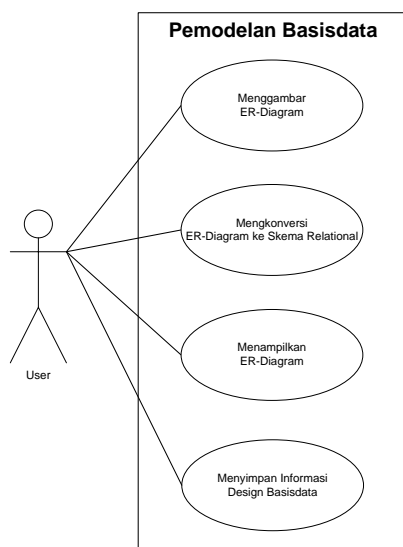 Pemodelan Basisdata
Menggambar
ER-Diagram
Mengkonversi
ER-Diagram ke Skema Relational
Menampilkan
ER-Diagram
User
Menyimpan Informasi
Design Basisdata